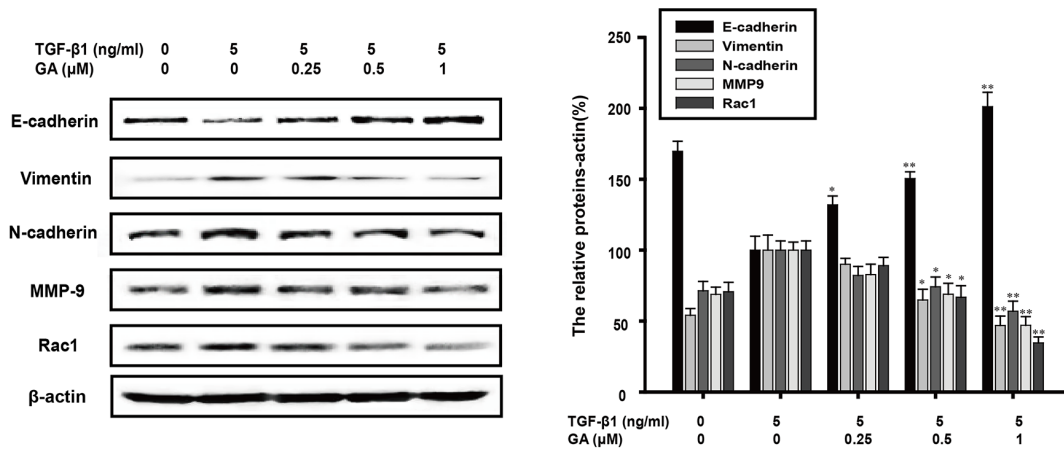 TGF-β1 (ng/ml) 0 5 5 5 5
GA (μM) 0 0 0.25 0.5 1
E-cadherin
Vimentin
N-cadherin
MMP-9
Rac1
β-actin
E-cadherin
Vimentin
N-cadherin
MMP9
Rac1
The relative proteins-actin(%)
250
200
150
100
50
0
*
**
**
* * * *
** ** ** **
TGF-β1 (ng/ml) 0 5 5 5 5
GA (μM) 0 0 0.25 0.5 1